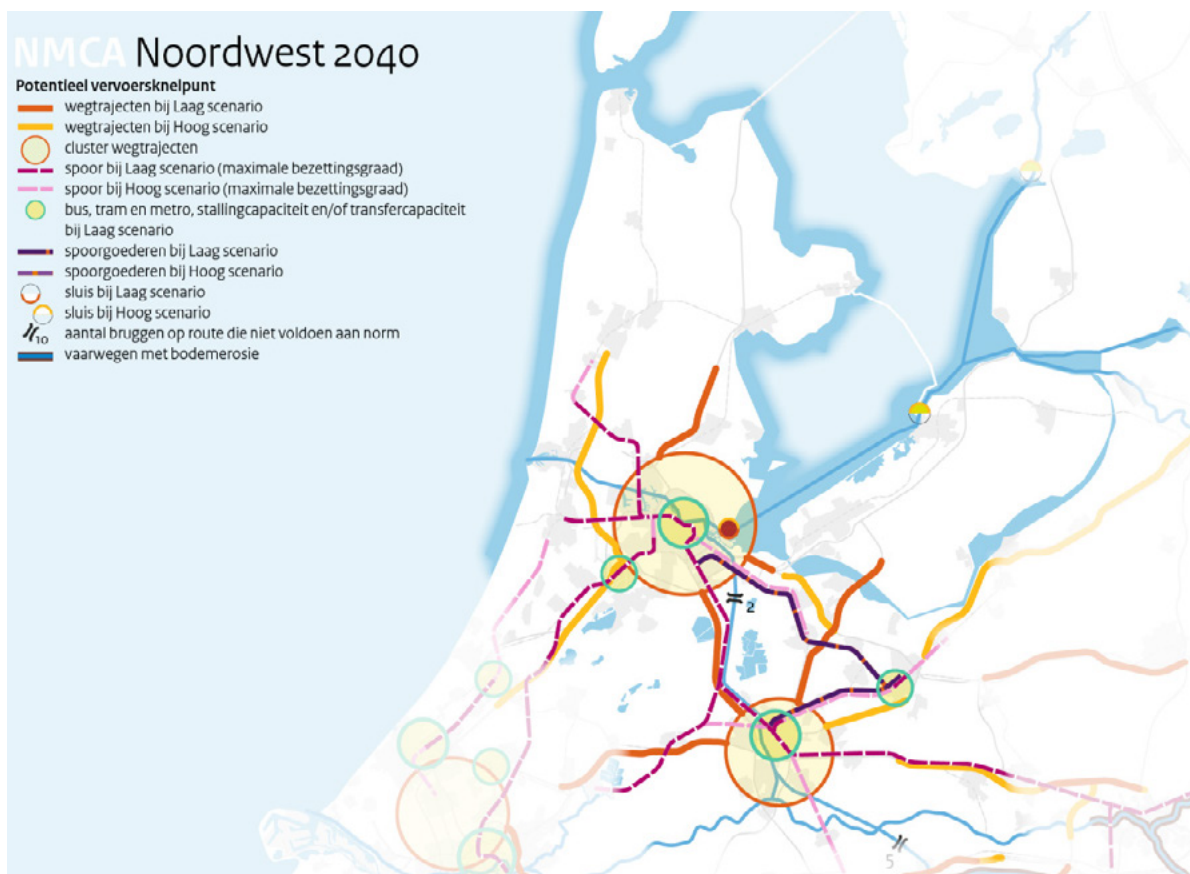 NMCA Noordwest 2040
Potentieel vervoersknelpunt
wegtrajecten bij Laag scenario
wegtrajecten bij Hoog scenario
cluster wegtrajecten
spoor bij Laag scenario (maximale bezettingsgraad)
spoor bij Hoog scenario (maximale bezettingsgraad)
bus, tram en metro, stallingcapaciteit en/of transfercapaciteit
bij Laag scenario
spoorgoederen bij Laag scenario
spoorgoederen bij Hoog scenario
sluis bij Laag scenario
sluis bij Hoog scenario
10 aantal bruggen op route die niet voldoen aan norm
vaarwegen met bodemerosie
2
5